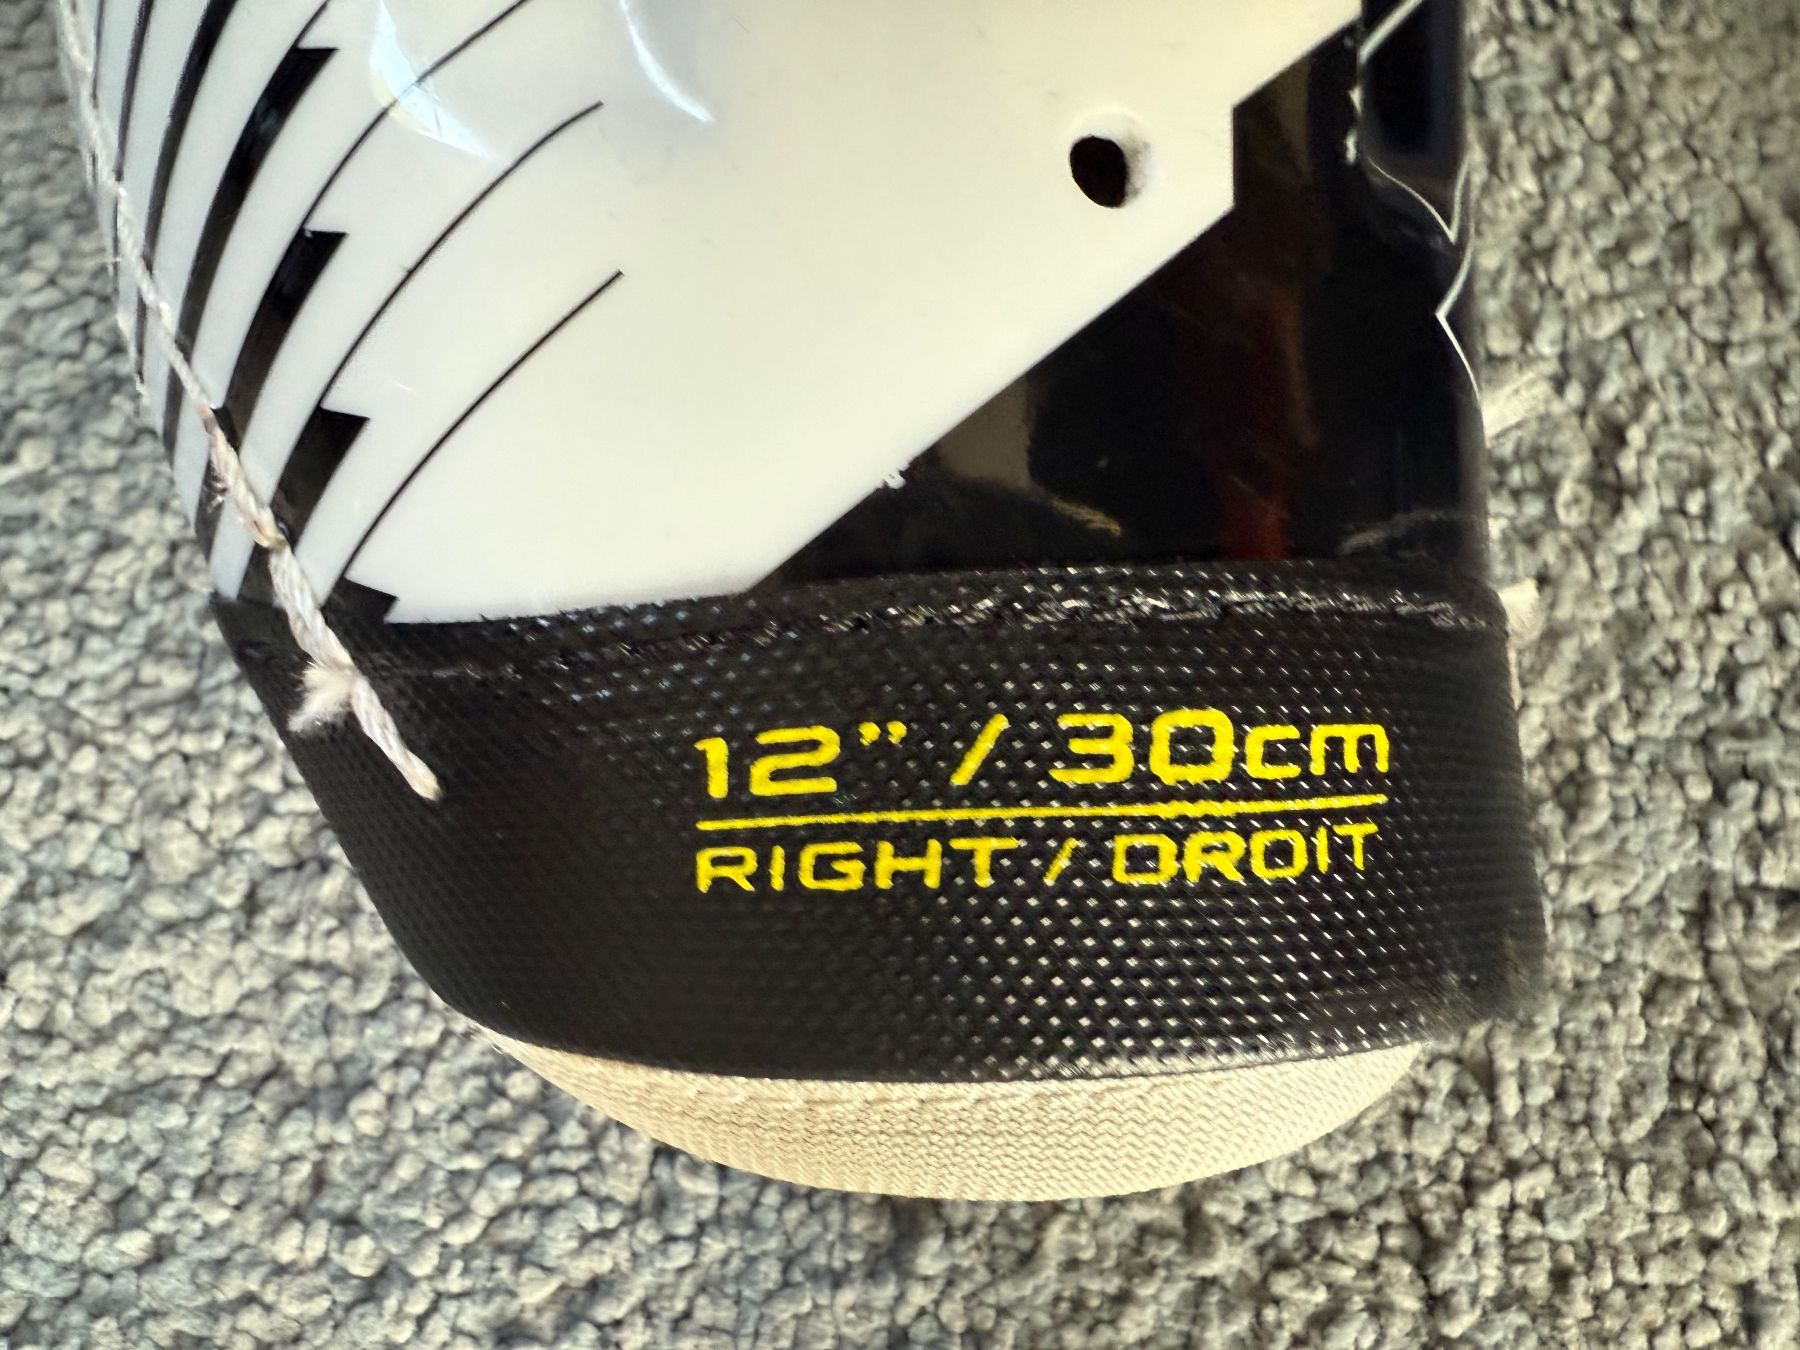 12” / 30cm
RIGHT / DROIT